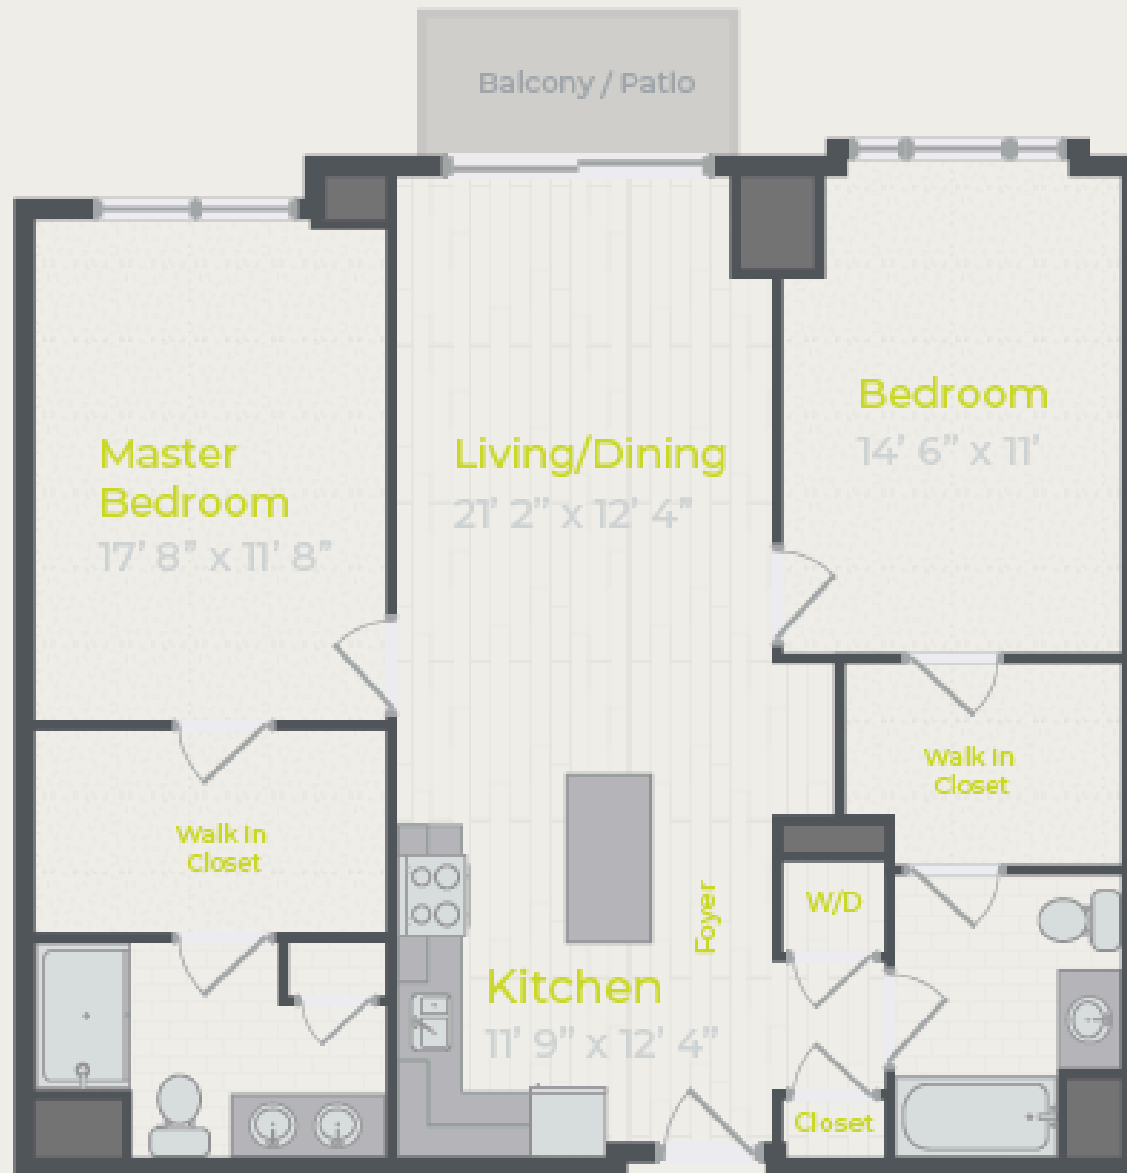 Balcony / Patio
Bedroom
14' 6” x 11'
Master
Bedroom
17' 8” x 11' 8”
Living/Dining
21' 2” x 12' 4”
Walk In
Closet
Walk In
Closet
W/D
Foyer
Kitchen
11' 9” x 12' 4”
Closet